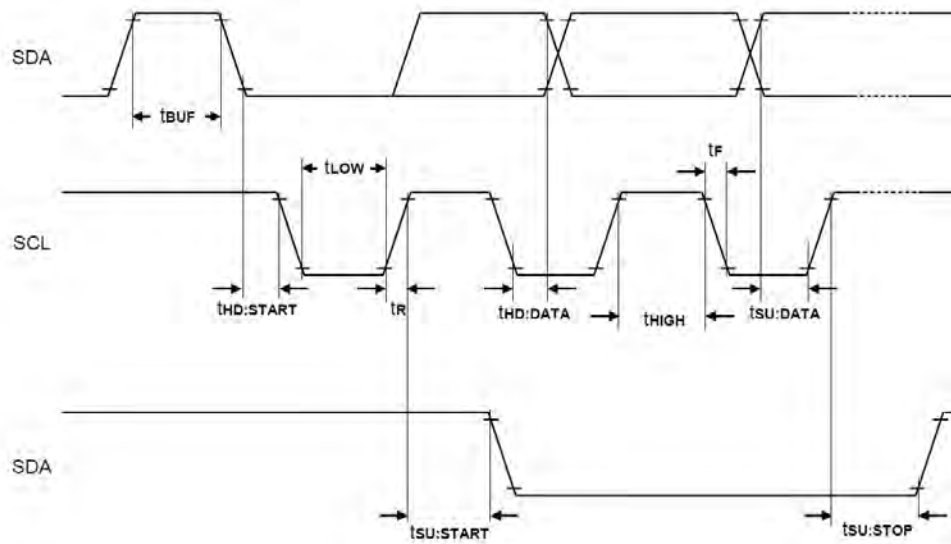 SDA
tBUF
tF
tLOW
SCL
tHD:START
tR
tHD:DATA
tHIGH
tSU:DATA
SDA
tSU:START
tSU:STOP